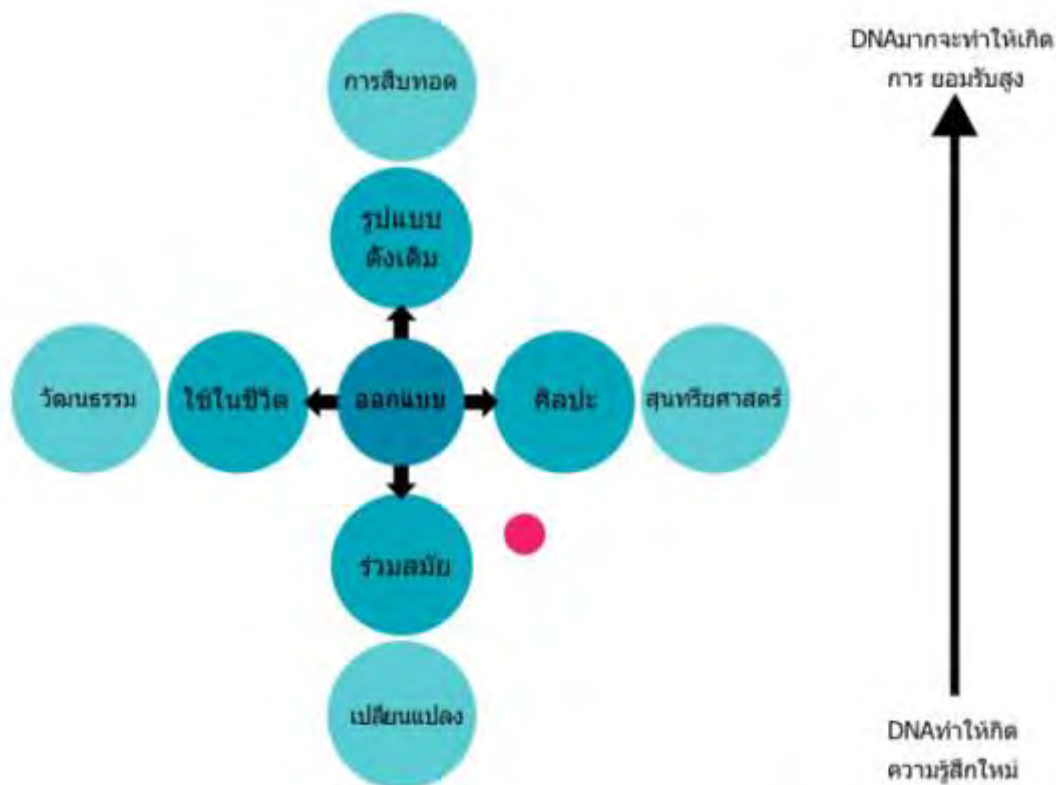 การสืบทอด
รูปแบบ
ดั้งเดิม
วัฒนธรรม
ใช้ในชีวิต
ออกแบบ
ศิลปะ
สุนทรียศาสตร์
ร่วมสมัย
เปลี่ยนแปลง
DNAมากจะทำให้เกิด
การ ยอมรับสูง
DNAทำให้กิด
ความรู้สึกใหม่